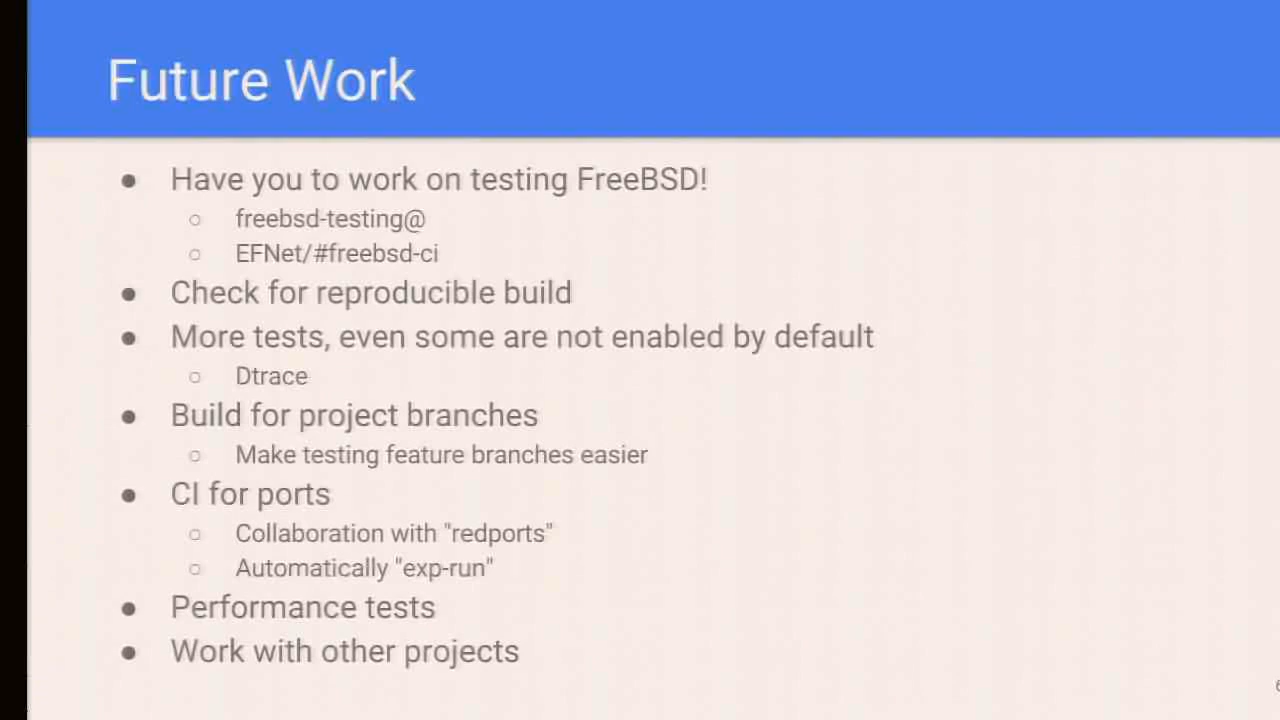 Future Work
● Have you to work on testing FreeBSD!
○ freebsd-testing@
○ EFNet/#freebsd-ci
● Check for reproducible build
● More tests, even some are not enabled by default
○ Dtrace
● Build for project branches
○ Make testing feature branches easier
● CI for ports
○ Collaboration with "redports"
○ Automatically "exp-run"
● Performance tests
● Work with other projects